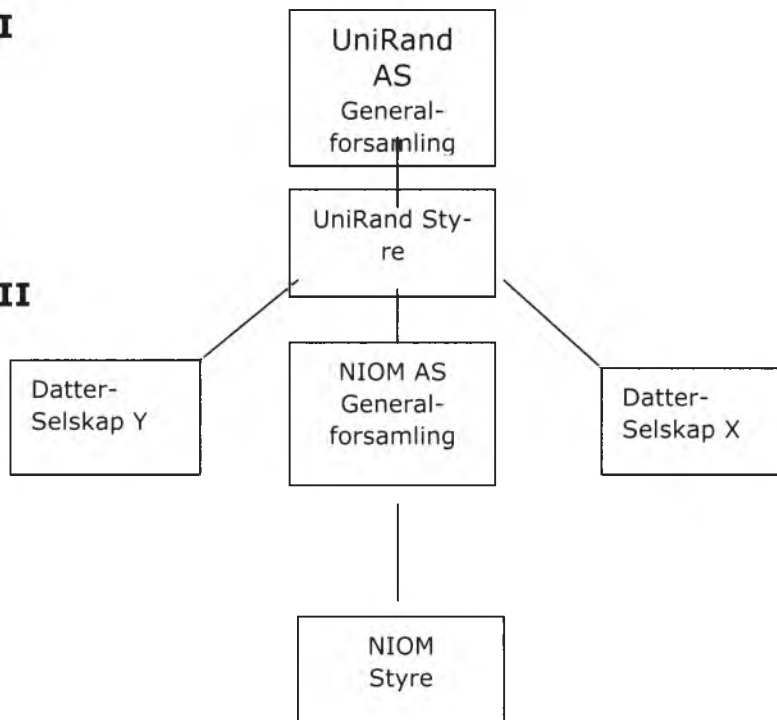 I
UniRand
AS
General-
forsamling
UniRand Sty-
re
II
Datter-
Selskap Y
NIOM AS
General-
forsamling
Datter-
Selskap X
NIOM
Styre